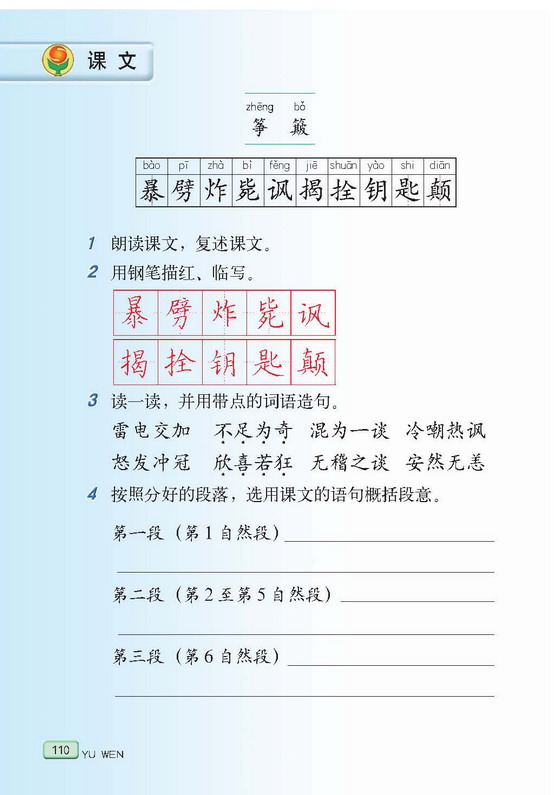 课 文
zhēng bǒ
筝 簸
bào pī zhà bì fěng jiē shuān yào shi diān
暴 劈 炸 毙 讽 揭 拴 钥 匙 颠
1 朗读课文，复述课文。
2 用钢笔描红、临写。
暴 劈 炸 毙 讽
揭 拴 钥 匙 颠
3 读一读，并用带点的词语造句。
雷电交加 不足为奇 混为一谈 冷嘲热讽
怒发冲冠 欣喜若狂 无稽之谈 安然无恙
4 按照分好的段落，选用课文的语句概括段意。
第一段（第1自然段）
第二段（第2至第5自然段）
第三段（第6自然段）
110 YU WEN